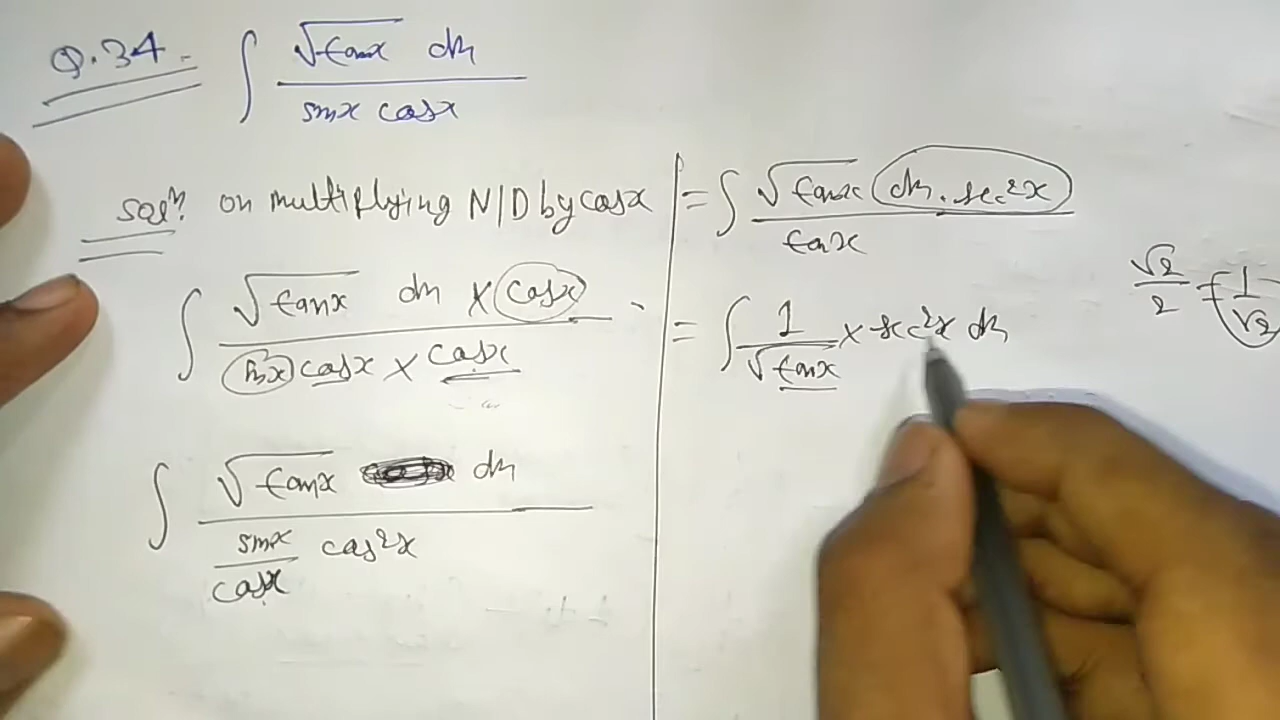 Q.34. ∫ √tanx dx / sinx cosx
Solⁿ. on multiplying N/D by cosx
∫ √tanx dx × cosx / sinx cosx × cosx
∫ √tanx dx / (sinx/cosx) cos²x
= ∫ √tanx dx . sec²x / tanx
= ∫ 1/√tanx × sec²x dx
√2/2 = 1/√2